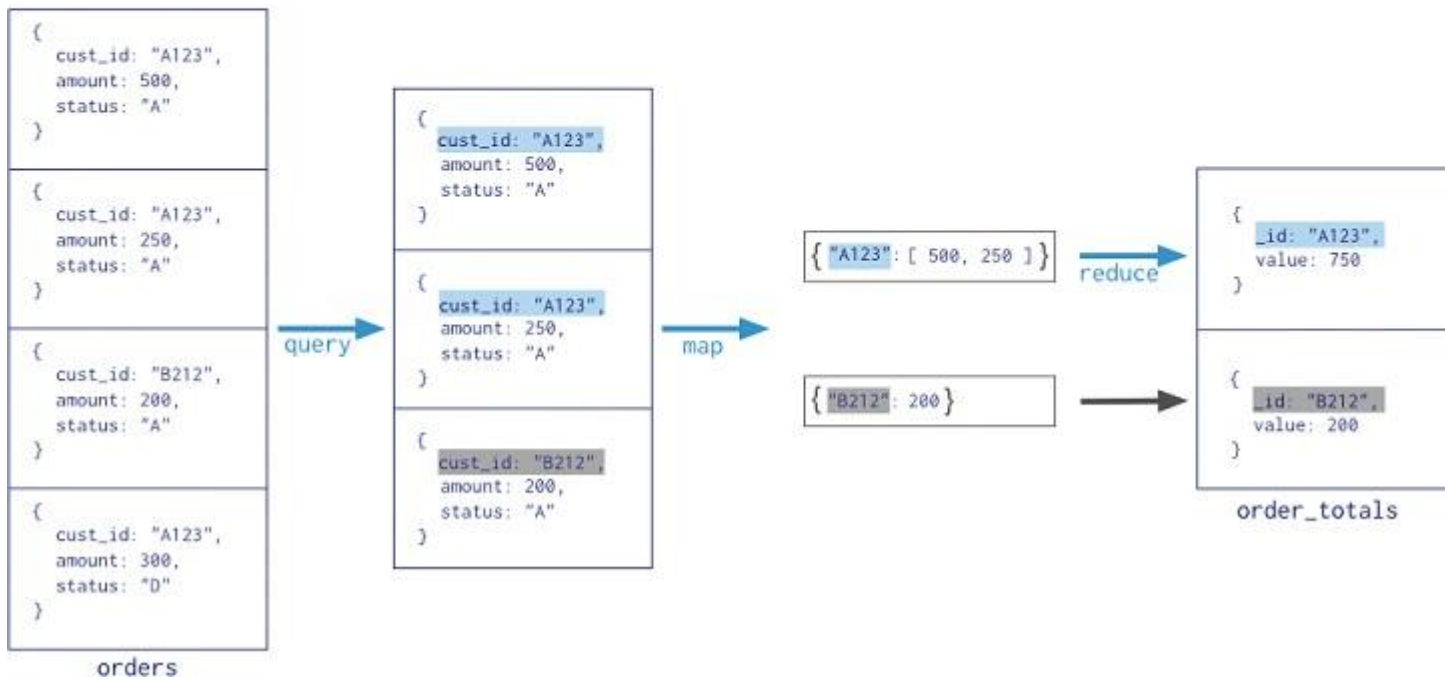 {
cust_id: "A123",
amount: 500,
status: "A"
}
{
cust_id: "A123",
amount: 250,
status: "A"
}
{
cust_id: "B212",
amount: 200,
status: "A"
}
{
cust_id: "A123",
amount: 300,
status: "D"
}
orders
query
{
cust_id: "A123",
amount: 500,
status: "A"
}
{
cust_id: "A123",
amount: 250,
status: "A"
}
{
cust_id: "B212",
amount: 200,
status: "A"
}
map
{ "A123": [ 500, 250 ] }
{ "B212": 200 }
reduce
{
_id: "A123",
value: 750
}
{
_id: "B212",
value: 200
}
order_totals